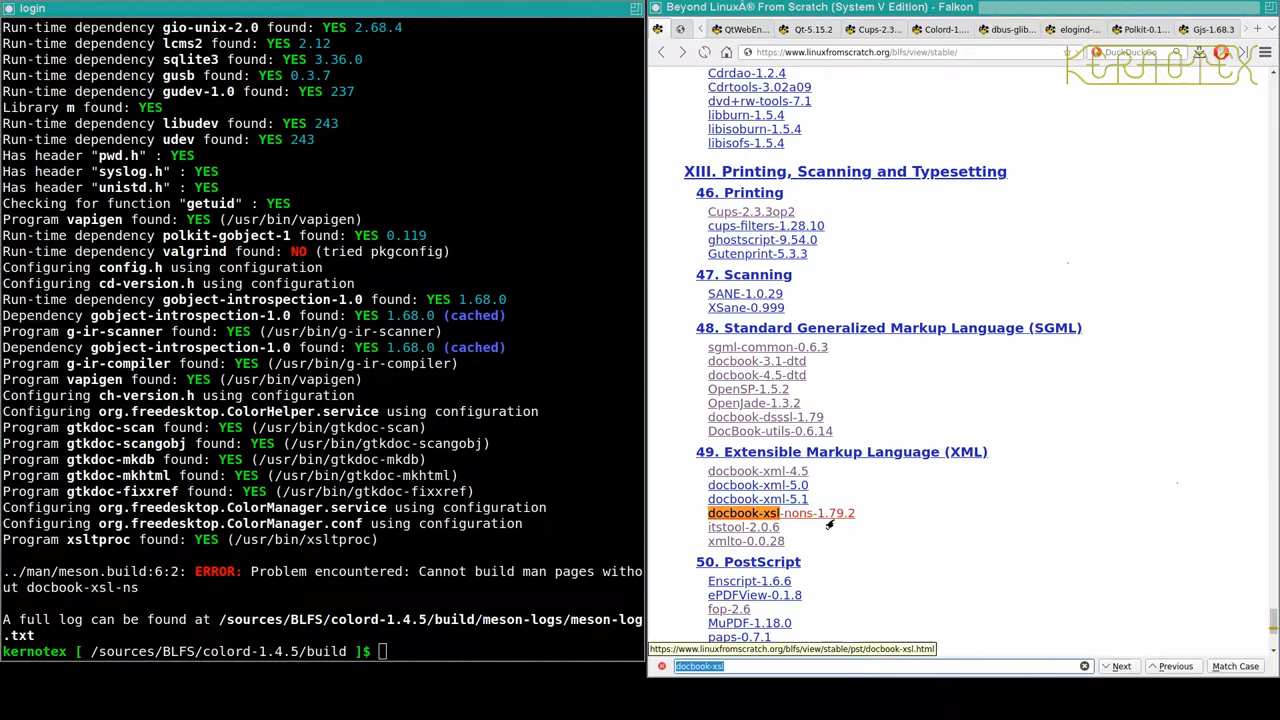 login
Run-time dependency gio-unix-2.0 found: YES 2.68.4
Run-time dependency lcms2 found: YES 2.12
Run-time dependency sqlite3 found: YES 3.36.0
Run-time dependency gusb found: YES 0.3.7
Run-time dependency gudev-1.0 found: YES 237
Library m found: YES
Run-time dependency libudev found: YES 243
Run-time dependency udev found: YES 243
Has header "pwd.h" : YES
Has header "syslog.h" : YES
Has header "unistd.h" : YES
Checking for function "getuid" : YES
Program vapigen found: YES (/usr/bin/vapigen)
Run-time dependency polkit-gobject-1 found: YES 0.119
Run-time dependency valgrind found: NO (tried pkgconfig)
Configuring config.h using configuration
Configuring cd-version.h using configuration
Run-time dependency gobject-introspection-1.0 found: YES 1.68.0
Dependency gobject-introspection-1.0 found: YES 1.68.0 (cached)
Program g-ir-scanner found: YES (/usr/bin/g-ir-scanner)
Dependency gobject-introspection-1.0 found: YES 1.68.0 (cached)
Program g-ir-compiler found: YES (/usr/bin/g-ir-compiler)
Program vapigen found: YES (/usr/bin/vapigen)
Configuring ch-version.h using configuration
Configuring org.freedesktop.ColorHelper.service using configuration
Program gtkdoc-scan found: YES (/usr/bin/gtkdoc-scan)
Program gtkdoc-scangobj found: YES (/usr/bin/gtkdoc-scangobj)
Program gtkdoc-mkdb found: YES (/usr/bin/gtkdoc-mkdb)
Program gtkdoc-mkhtml found: YES (/usr/bin/gtkdoc-mkhtml)
Program gtkdoc-fixxref found: YES (/usr/bin/gtkdoc-fixxref)
Configuring org.freedesktop.ColorManager.service using configuration
Configuring org.freedesktop.ColorManager.conf using configuration
Program xsltproc found: YES (/usr/bin/xsltproc)
../man/meson.build:6:2: ERROR: Problem encountered: Cannot build man pages witho
ut docbook-xsl-ns
A full log can be found at /sources/BLFS/colord-1.4.5/build/meson-logs/meson-log
.txt
kernotex [ /sources/BLFS/colord-1.4.5/build ]$
Beyond LinuxÂ® From Scratch (System V Edition) - Falkon
QtWebEn... Qt-5.15.2 Cups-2.3... Colord-1.... dbus-glib... elogind-... Polkit-0.1... Gjs-1.68.3
https://www.linuxfromscratch.org/blfs/view/stable/ DuckDuckGo
KERNOTEX
Cdrdao-1.2.4
Cdrtools-3.02a09
dvd+rw-tools-7.1
libburn-1.5.4
libisoburn-1.5.4
libisofs-1.5.4
XIII. Printing, Scanning and Typesetting
46. Printing
Cups-2.3.3op2
cups-filters-1.28.10
ghostscript-9.54.0
Gutenprint-5.3.3
47. Scanning
SANE-1.0.29
XSane-0.999
48. Standard Generalized Markup Language (SGML)
sgml-common-0.6.3
docbook-3.1-dtd
docbook-4.5-dtd
OpenSP-1.5.2
OpenJade-1.3.2
docbook-dsssl-1.79
DocBook-utils-0.6.14
49. Extensible Markup Language (XML)
docbook-xml-4.5
docbook-xml-5.0
docbook-xml-5.1
docbook-xsl-nons-1.79.2
itstool-2.0.6
xmlto-0.0.28
50. PostScript
Enscript-1.6.6
ePDFView-0.1.8
fop-2.6
MuPDF-1.18.0
paps-0.7.1
https://www.linuxfromscratch.org/blfs/view/stable/pst/docbook-xsl.html
docbook-xsl Next Previous Match Case